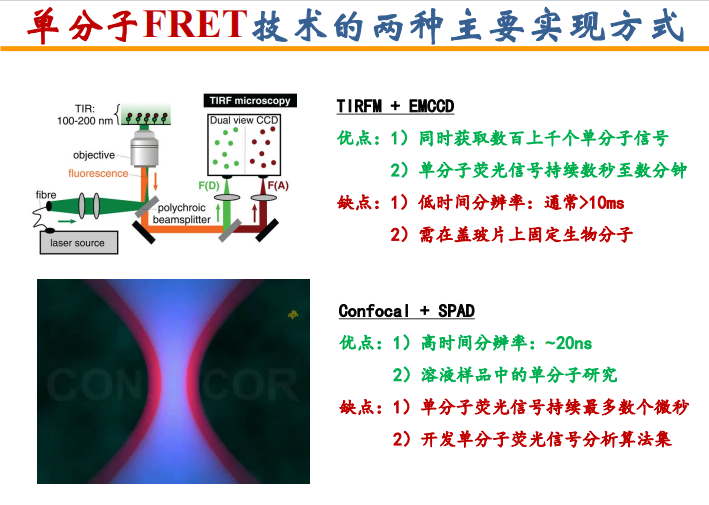 单分子FRET技术的两种主要实现方式
TIR:
100-200 nm
objective
fluorescence
fibre
laser source
polychroic
beamsplitter
TIRF microscopy
Dual view CCD
F(D)
F(A)
TIRFM + EMCCD
优点：1）同时获取数百上千个单分子信号
2）单分子荧光信号持续数秒至数分钟
缺点：1）低时间分辨率：通常>10ms
2）需在盖玻片上固定生物分子
Confocal + SPAD
优点：1）高时间分辨率：~20ns
2）溶液样品中的单分子研究
缺点：1）单分子荧光信号持续最多数个微秒
2）开发单分子荧光信号分析算法集